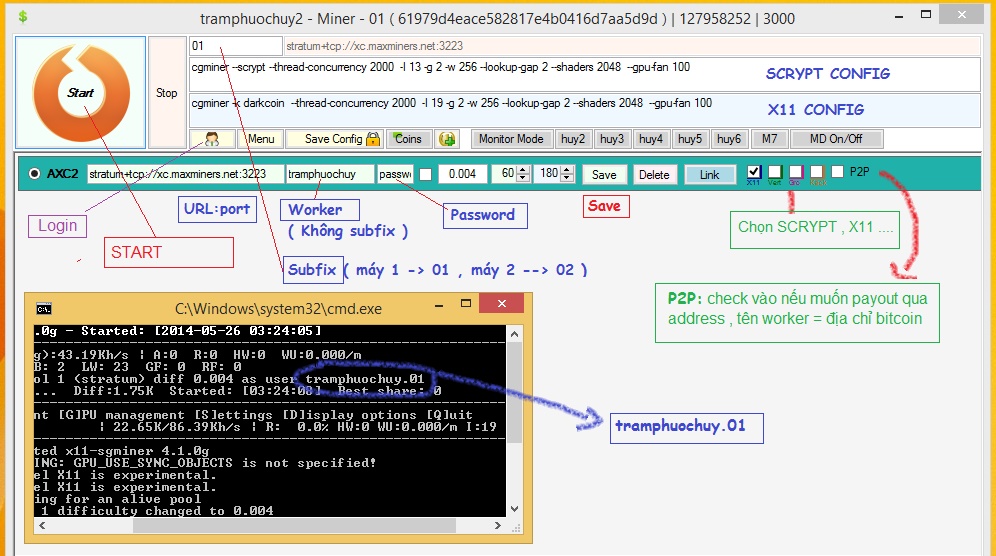 tramphuochuy2 - Miner - 01 ( 61979d4eace582817e4b0416d7aa5d9d ) | 127958252 | 3000
Start
Stop
01
stratum+tcp://xc.maxminers.net:3223
cgminer --scrypt --thread-concurrency 2000 -I 13 -g 2 -w 256 --lookup-gap 2 --shaders 2048 --gpu-fan 100
SCRYPT CONFIG
cgminer -k darkcoin --thread-concurrency 2000 -I 19 -g 2 -w 256 --lookup-gap 2 --shaders 2048 --gpu-fan 100
X11 CONFIG
Menu Save Config Coins Monitor Mode huy2 huy3 huy4 huy5 huy6 M7 MD On/Off
AXC2 stratum+tcp://xc.maxminers.net:3223 tramphuochuy passw 0.004 60 180 Save Delete Link P2P
X11 Vert Gro
Login
URL:port
Worker
( Không subfix )
Password
Save
START
Chọn SCRYPT , X11 ....
Subfix ( máy 1 -> 01 , máy 2 --> 02 )
P2P: check vào nếu muốn payout qua
address , tên worker = địa chỉ bitcoin
C:\Windows\system32\cmd.exe
.0g - Started: [2014-05-26 03:24:05]
g):43.19Kh/s | A:0 R:0 HW:0 WU:0.000/m
B: 2 LW: 23 GF: 0 RF: 0
ol 1 (stratum) diff 0.004 as user tramphuochuy.01
... Diff:1.75K Started: [03:24:08] Best share: 0
nt [G]PU management [S]ettings [D]isplay options [Q]uit
| 22.65K/86.39Kh/s | R: 0.0% HW:0 WU:0.000/m I:19
ted x11-sgminer 4.1.0g
ING: GPU_USE_SYNC_OBJECTS is not specified!
el X11 is experimental.
el X11 is experimental.
ing for an alive pool
1 difficulty changed to 0.004
tramphuochuy.01